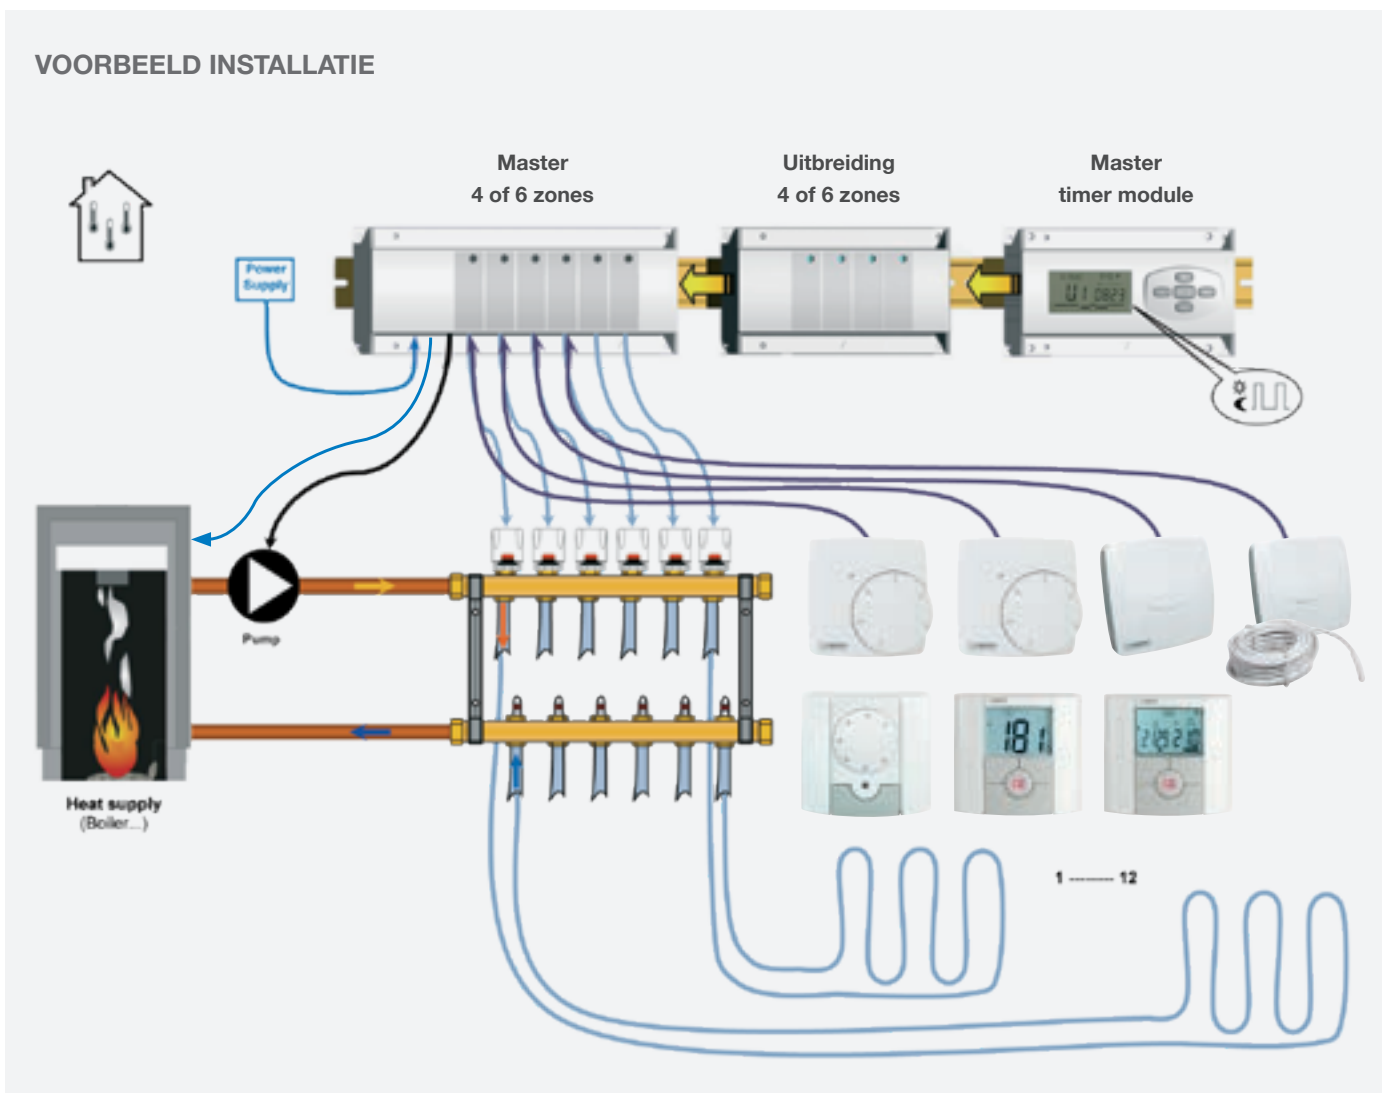 VOORBEELD INSTALLATIE
Master
4 of 6 zones
Uitbreiding
4 of 6 zones
Master
timer module
Power
Supply
Pump
Heat supply
(Boiler...)
1 --------- 12